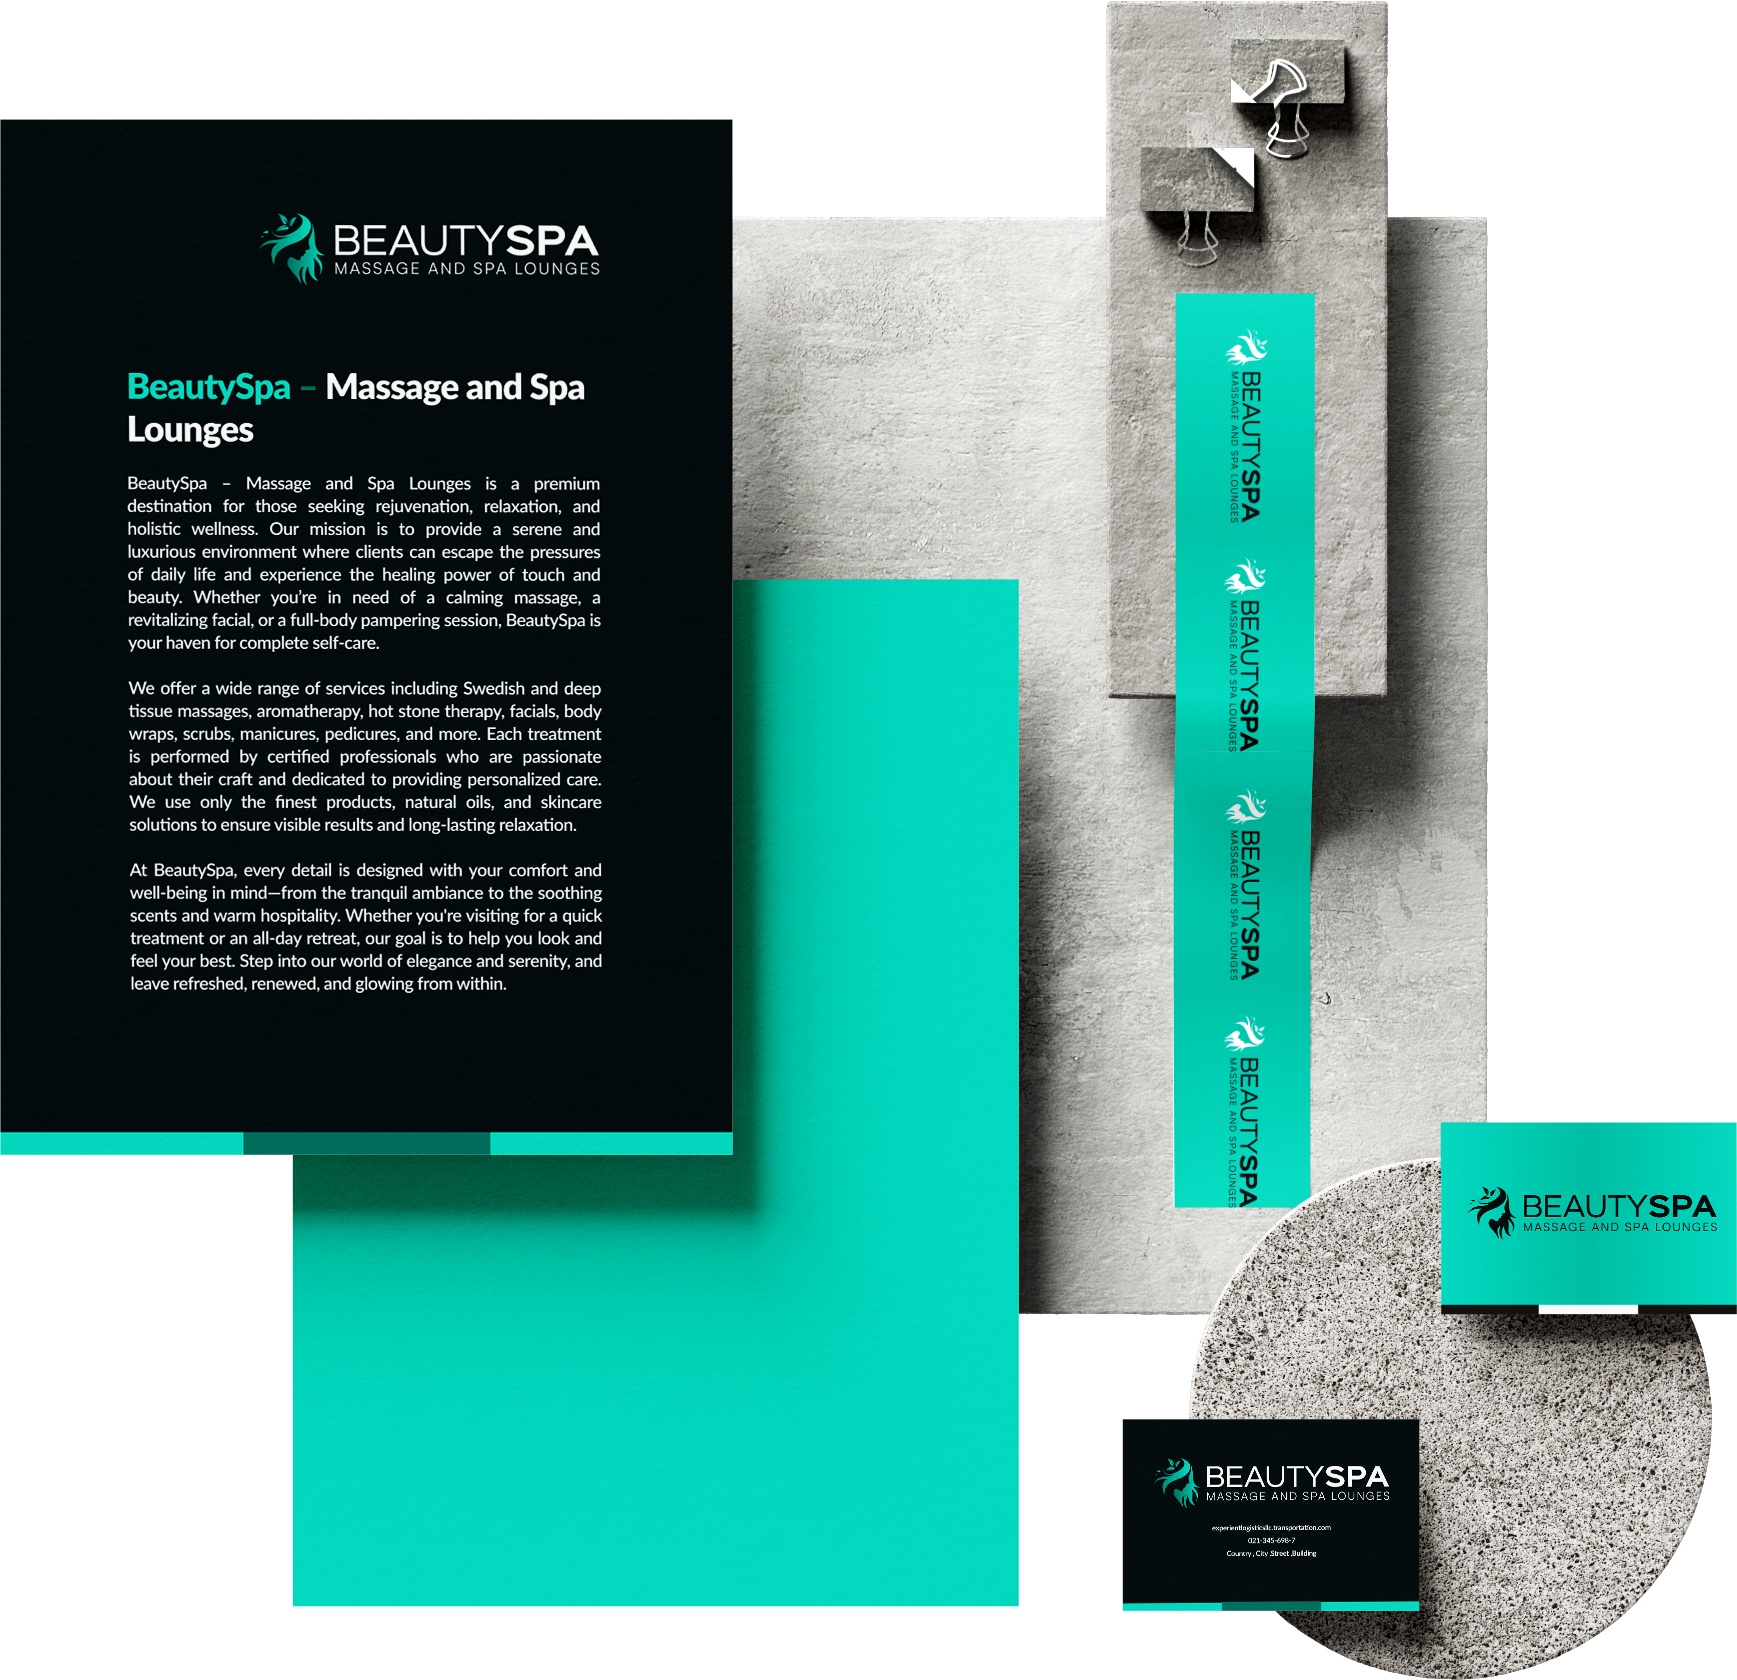 BEAUTYSPA
MASSAGE AND SPA LOUNGES
BeautySpa – Massage and Spa
Lounges
BeautySpa – Massage and Spa Lounges is a premium
destination for those seeking rejuvenation, relaxation, and
holistic wellness. Our mission is to provide a serene and
luxurious environment where clients can escape the pressures
of daily life and experience the healing power of touch and
beauty. Whether you're in need of a calming massage, a
revitalizing facial, or a full-body pampering session, BeautySpa is
your haven for complete self-care.
We offer a wide range of services including Swedish and deep
tissue massages, aromatherapy, hot stone therapy, facials, body
wraps, scrubs, manicures, pedicures, and more. Each treatment
is performed by certified professionals who are passionate
about their craft and dedicated to providing personalized care.
We use only the finest products, natural oils, and skincare
solutions to ensure visible results and long-lasting relaxation.
At BeautySpa, every detail is designed with your comfort and
well-being in mind—from the tranquil ambiance to the soothing
scents and warm hospitality. Whether you're visiting for a quick
treatment or an all-day retreat, our goal is to help you look and
feel your best. Step into our world of elegance and serenity, and
leave refreshed, renewed, and glowing from within.
BEAUTYSPA
MASSAGE AND SPA LOUNGES
BEAUTYSPA
MASSAGE AND SPA LOUNGES
BEAUTYSPA
MASSAGE AND SPA LOUNGES
BEAUTYSPA
MASSAGE AND SPA LOUNGES
BEAUTYSPA
MASSAGE AND SPA LOUNGES
BEAUTYSPA
MASSAGE AND SPA LOUNGES
experientlogisticsllc.transportation.com
021-345-698-7
Country , City ,Street ,Building